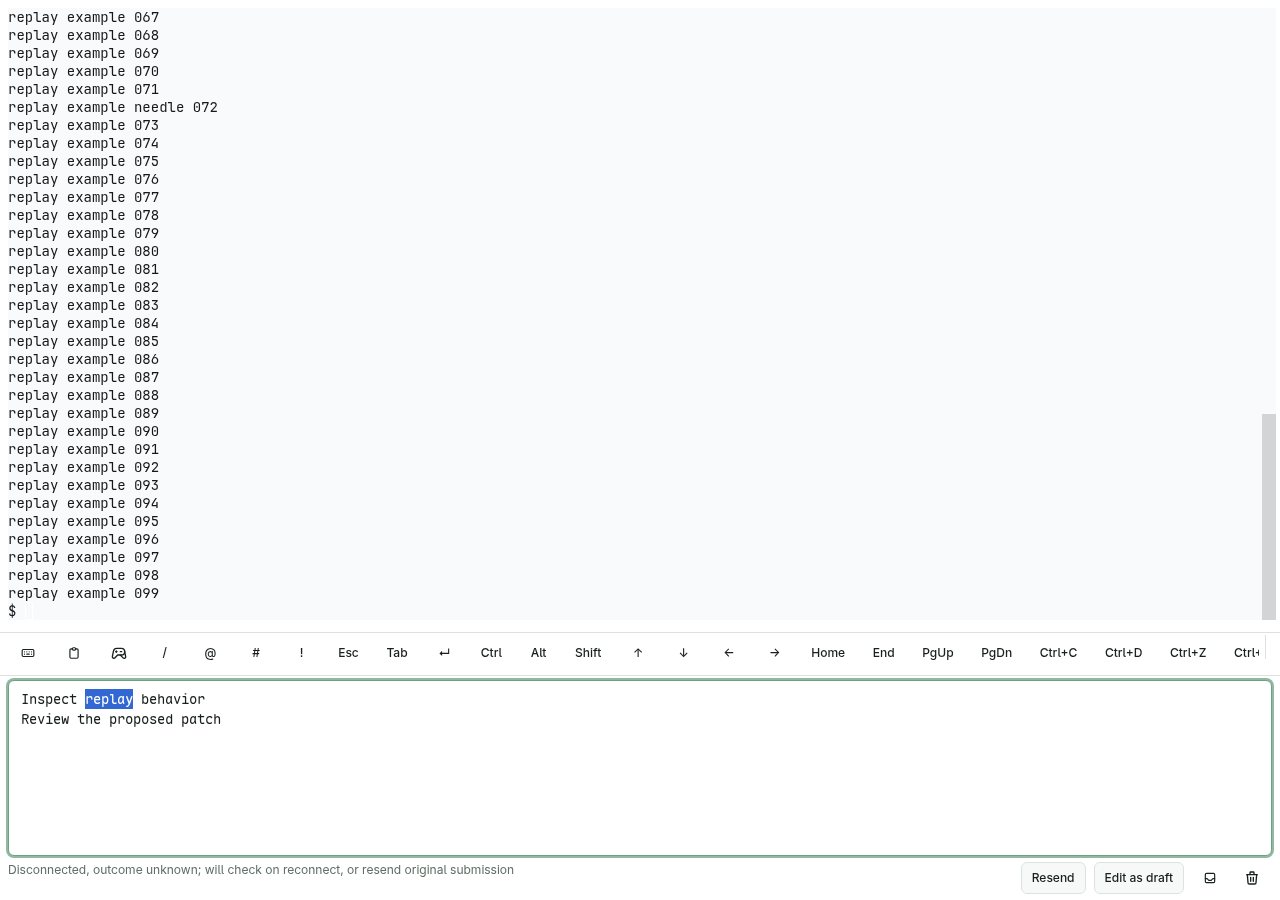 replay example 067
replay example 068
replay example 069
replay example 070
replay example 071
replay example needle 072
replay example 073
replay example 074
replay example 075
replay example 076
replay example 077
replay example 078
replay example 079
replay example 080
replay example 081
replay example 082
replay example 083
replay example 084
replay example 085
replay example 086
replay example 087
replay example 088
replay example 089
replay example 090
replay example 091
replay example 092
replay example 093
replay example 094
replay example 095
replay example 096
replay example 097
replay example 098
replay example 099
$
/ @ # ! Esc Tab ↵ Ctrl Alt Shift ↑ ↓ ← → Home End PgUp PgDn Ctrl+C Ctrl+D Ctrl+Z Ctrl+
Inspect replay behavior
Review the proposed patch
Disconnected, outcome unknown; will check on reconnect, or resend original submission
Resend Edit as draft